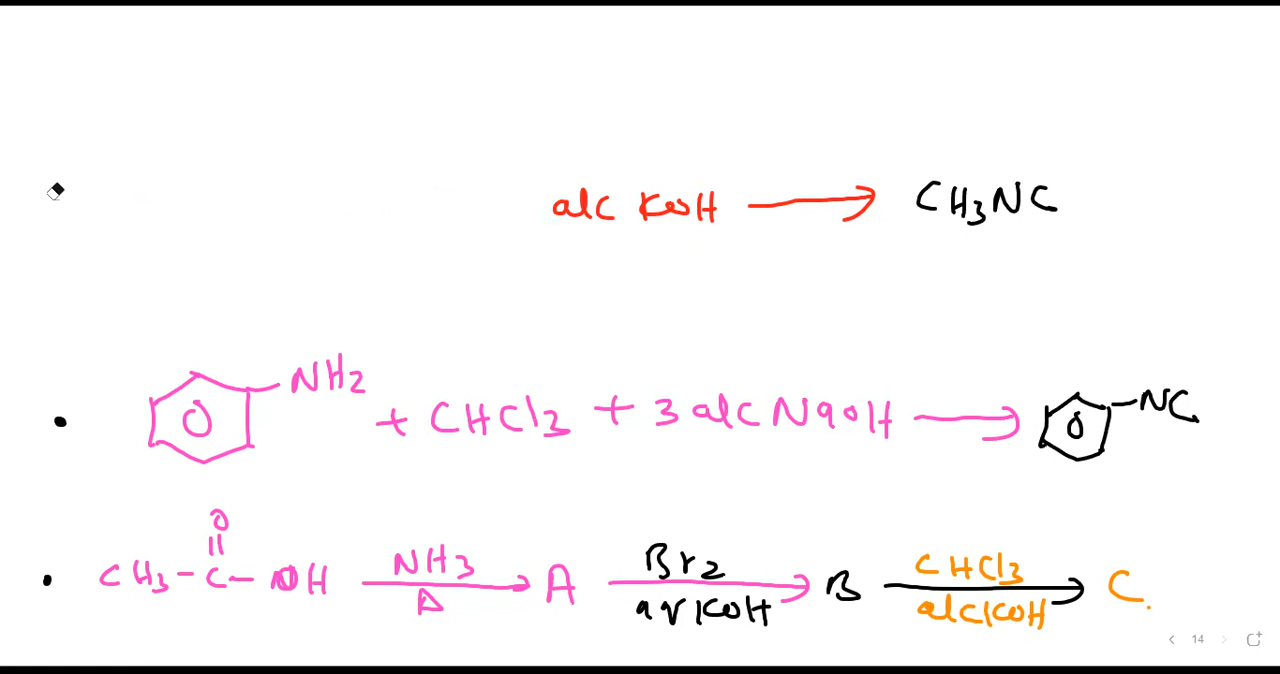 alc KOH → CH3NC
NH2
+ CHCl3 + 3 alc NaOH → NC
O
CH3 - C - OH NH3 Δ → A Br2 aq KOH → B CHCl3 alc KOH → C
14